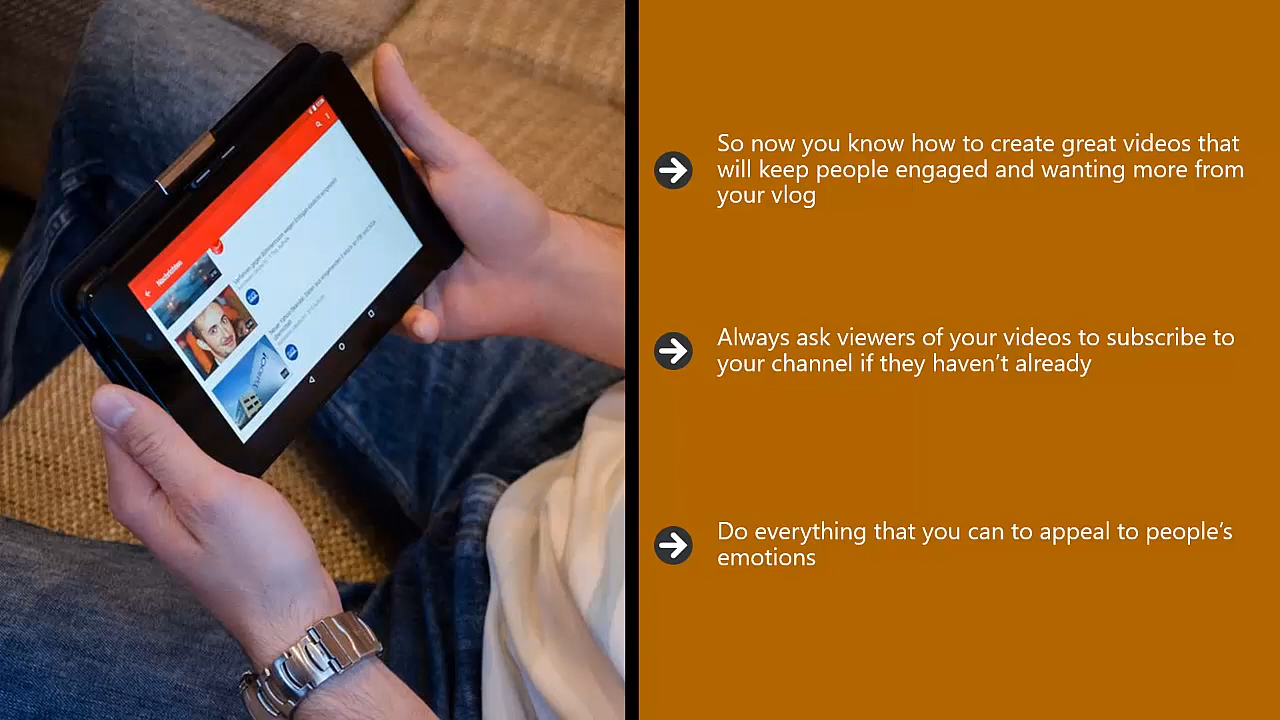 Nachrichten
YAHOO!
So now you know how to create great videos that
will keep people engaged and wanting more from
your vlog
Always ask viewers of your videos to subscribe to
your channel if they haven’t already
Do everything that you can to appeal to people’s
emotions